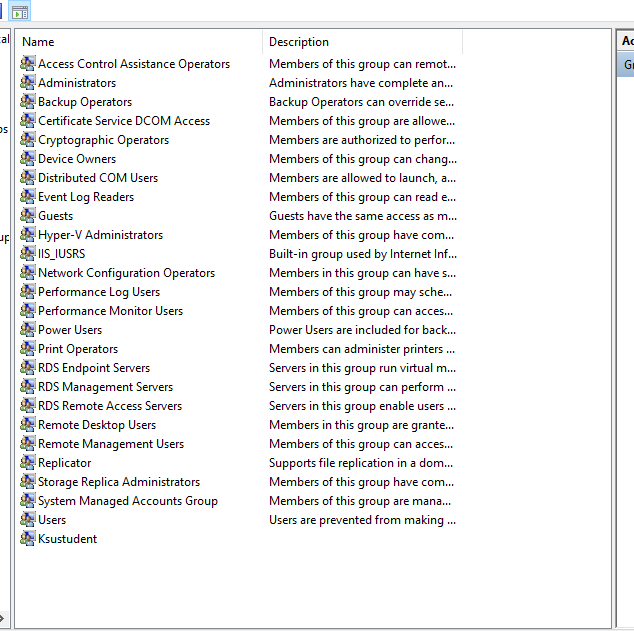 Name Description
Access Control Assistance Operators Members of this group can remot...
Administrators Administrators have complete an...
Backup Operators Backup Operators can override se...
Certificate Service DCOM Access Members of this group are allowe...
Cryptographic Operators Members are authorized to perfor...
Device Owners Members of this group can chang...
Distributed COM Users Members are allowed to launch, a...
Event Log Readers Members of this group can read e...
Guests Guests have the same access as m...
Hyper-V Administrators Members of this group have com...
IIS_IUSRS Built-in group used by Internet Inf...
Network Configuration Operators Members in this group can have s...
Performance Log Users Members of this group may sche...
Performance Monitor Users Members of this group can acces...
Power Users Power Users are included for back...
Print Operators Members can administer printers ...
RDS Endpoint Servers Servers in this group run virtual m...
RDS Management Servers Servers in this group can perform ...
RDS Remote Access Servers Servers in this group enable users ...
Remote Desktop Users Members in this group are grante...
Remote Management Users Members of this group can acces...
Replicator Supports file replication in a dom...
Storage Replica Administrators Members of this group have com...
System Managed Accounts Group Members of this group are mana...
Users Users are prevented from making ...
Ksustudent